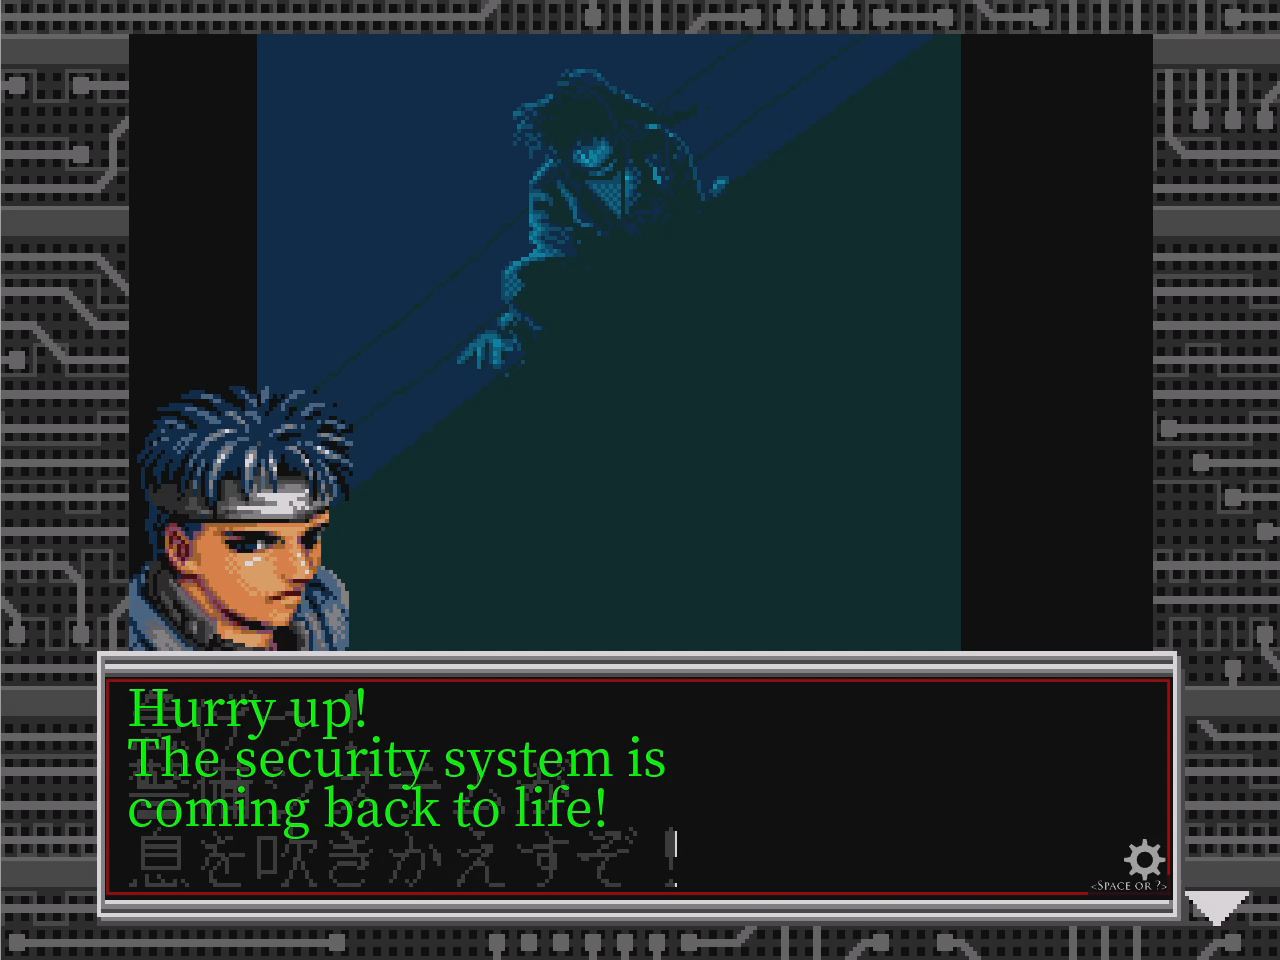 Hurry up!
The security system is
coming back to life!
息を吹きかえすぞ！
<Space or ?>